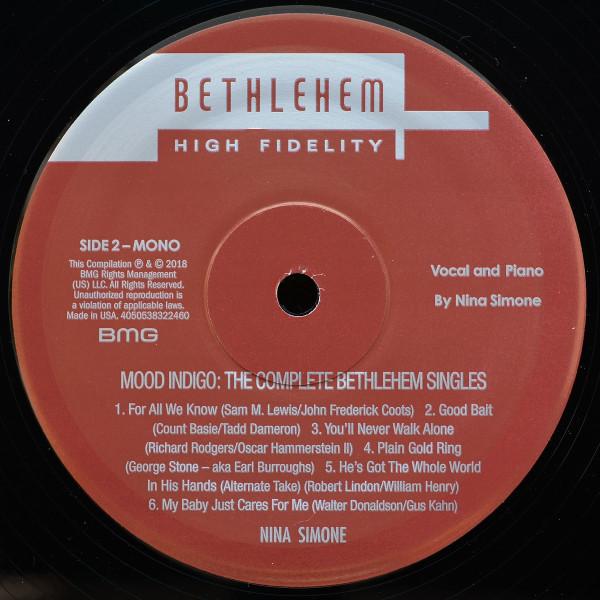 BETHLEHEM
HIGH FIDELITY
SIDE 2 – MONO
This Compilation ℗ & © 2018
BMG Rights Management
(US) LLC. All Rights Reserved.
Unauthorized reproduction is
a violation of applicable laws.
Made in USA. 4050538322460
BMG
Vocal and Piano
By Nina Simone
MOOD INDIGO: THE COMPLETE BETHLEHEM SINGLES
1. For All We Know (Sam M. Lewis/John Frederick Coots) 2. Good Bait
(Count Basie/Tadd Dameron) 3. You'll Never Walk Alone
(Richard Rodgers/Oscar Hammerstein II) 4. Plain Gold Ring
(George Stone – aka Earl Burroughs) 5. He's Got The Whole World
In His Hands (Alternate Take) (Robert Lindon/William Henry)
6. My Baby Just Cares For Me (Walter Donaldson/Gus Kahn)
NINA SIMONE